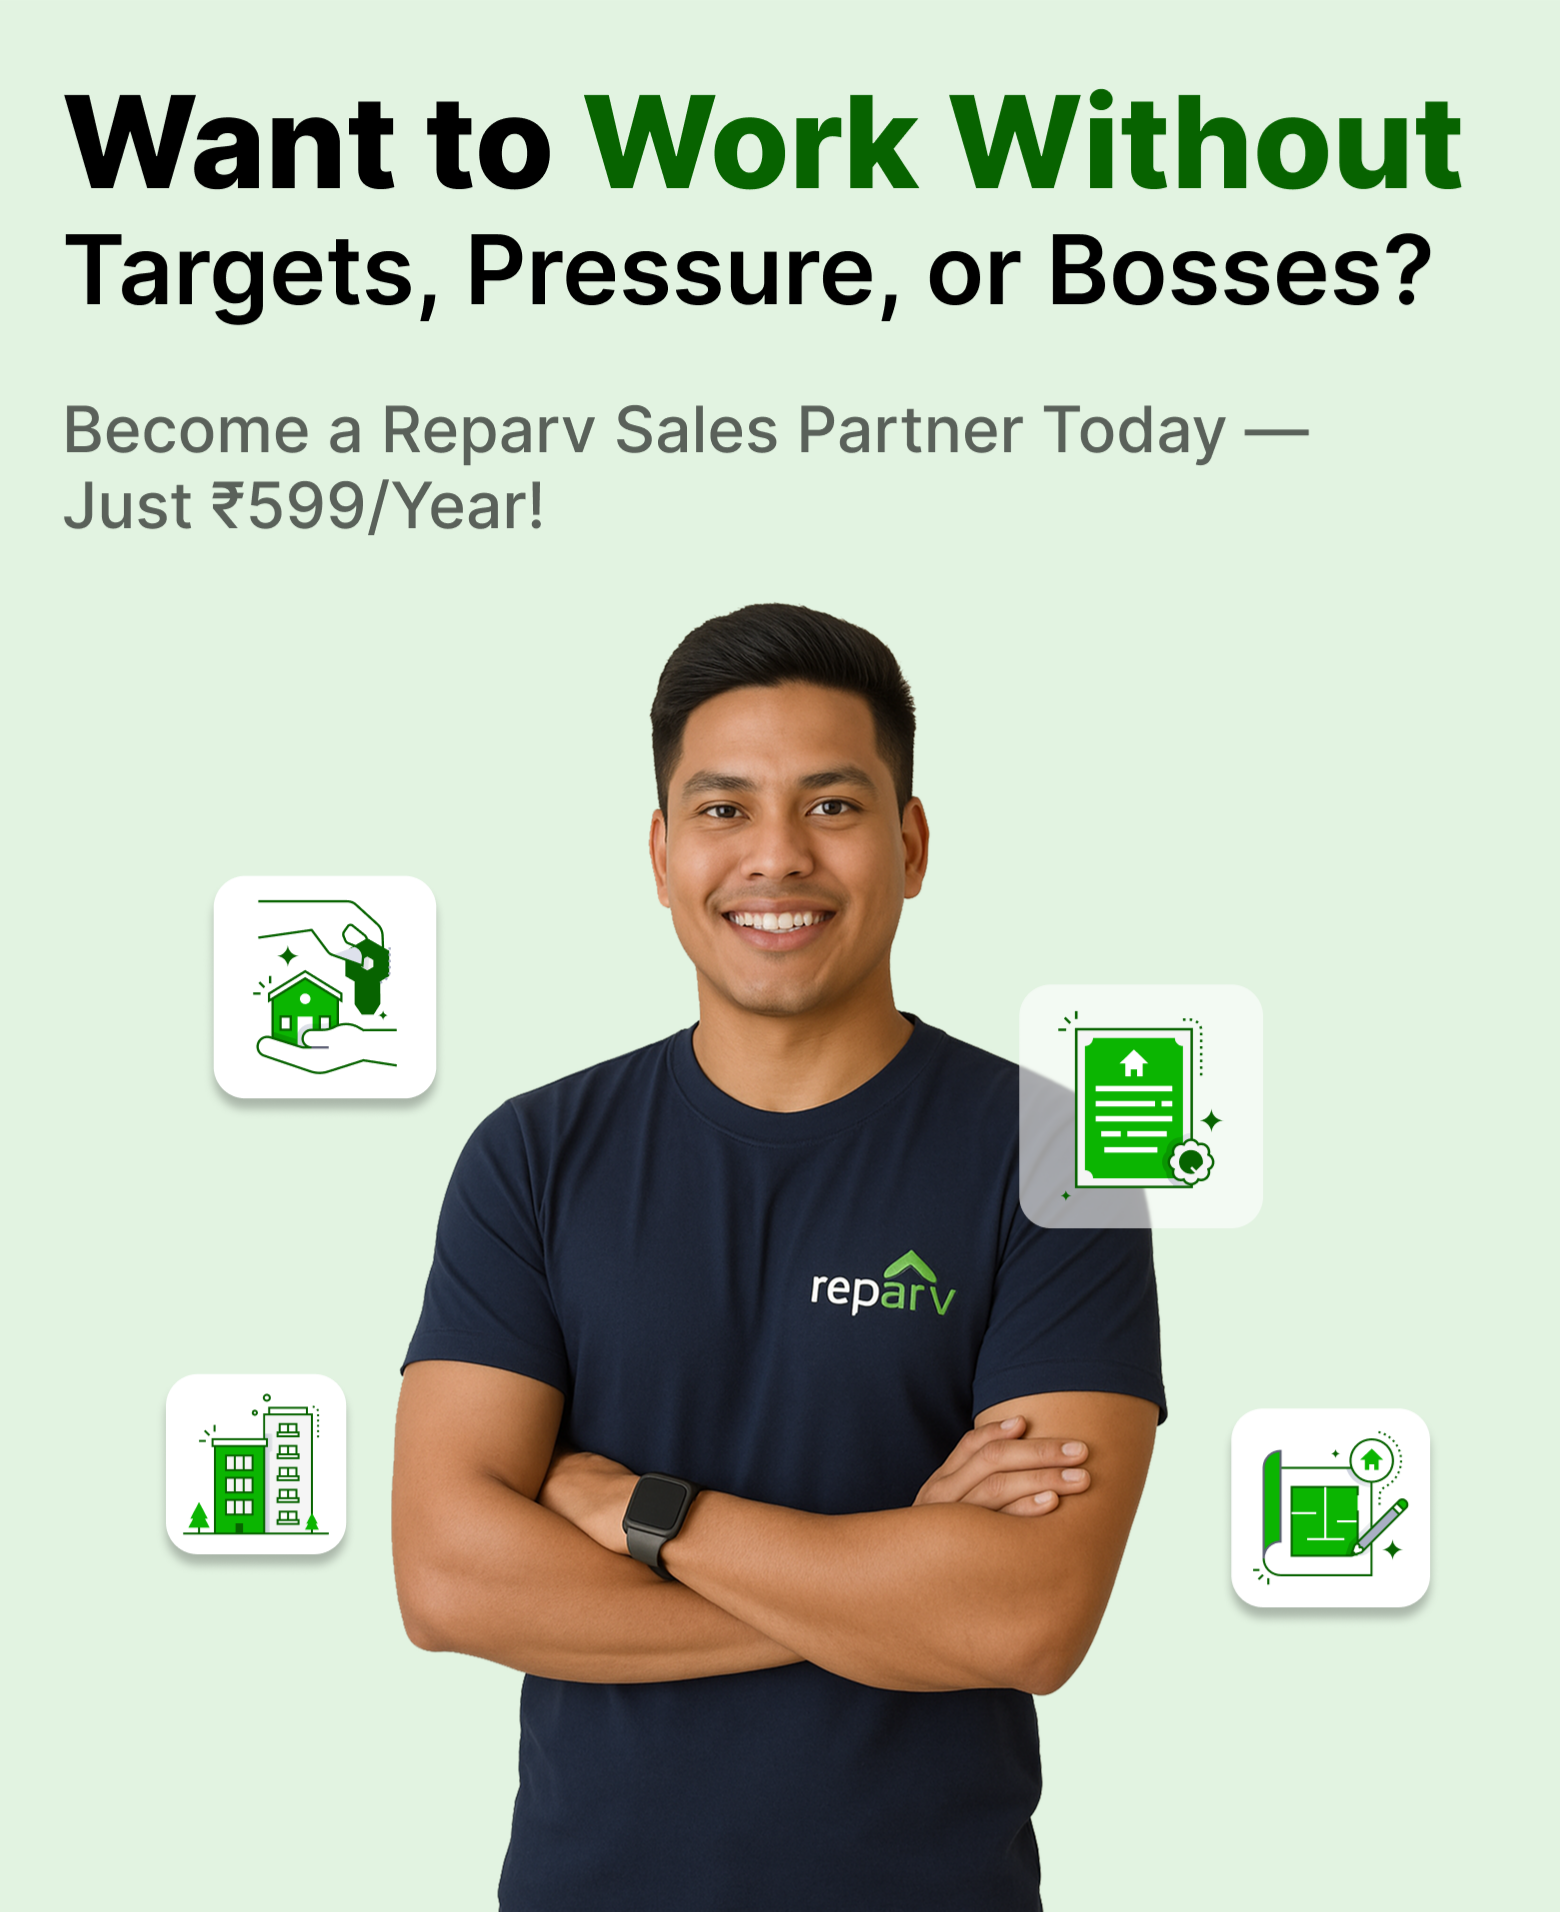 Want to Work Without
Targets, Pressure, or Bosses?
Become a Reparv Sales Partner Today —
Just ₹599/Year!
reparv